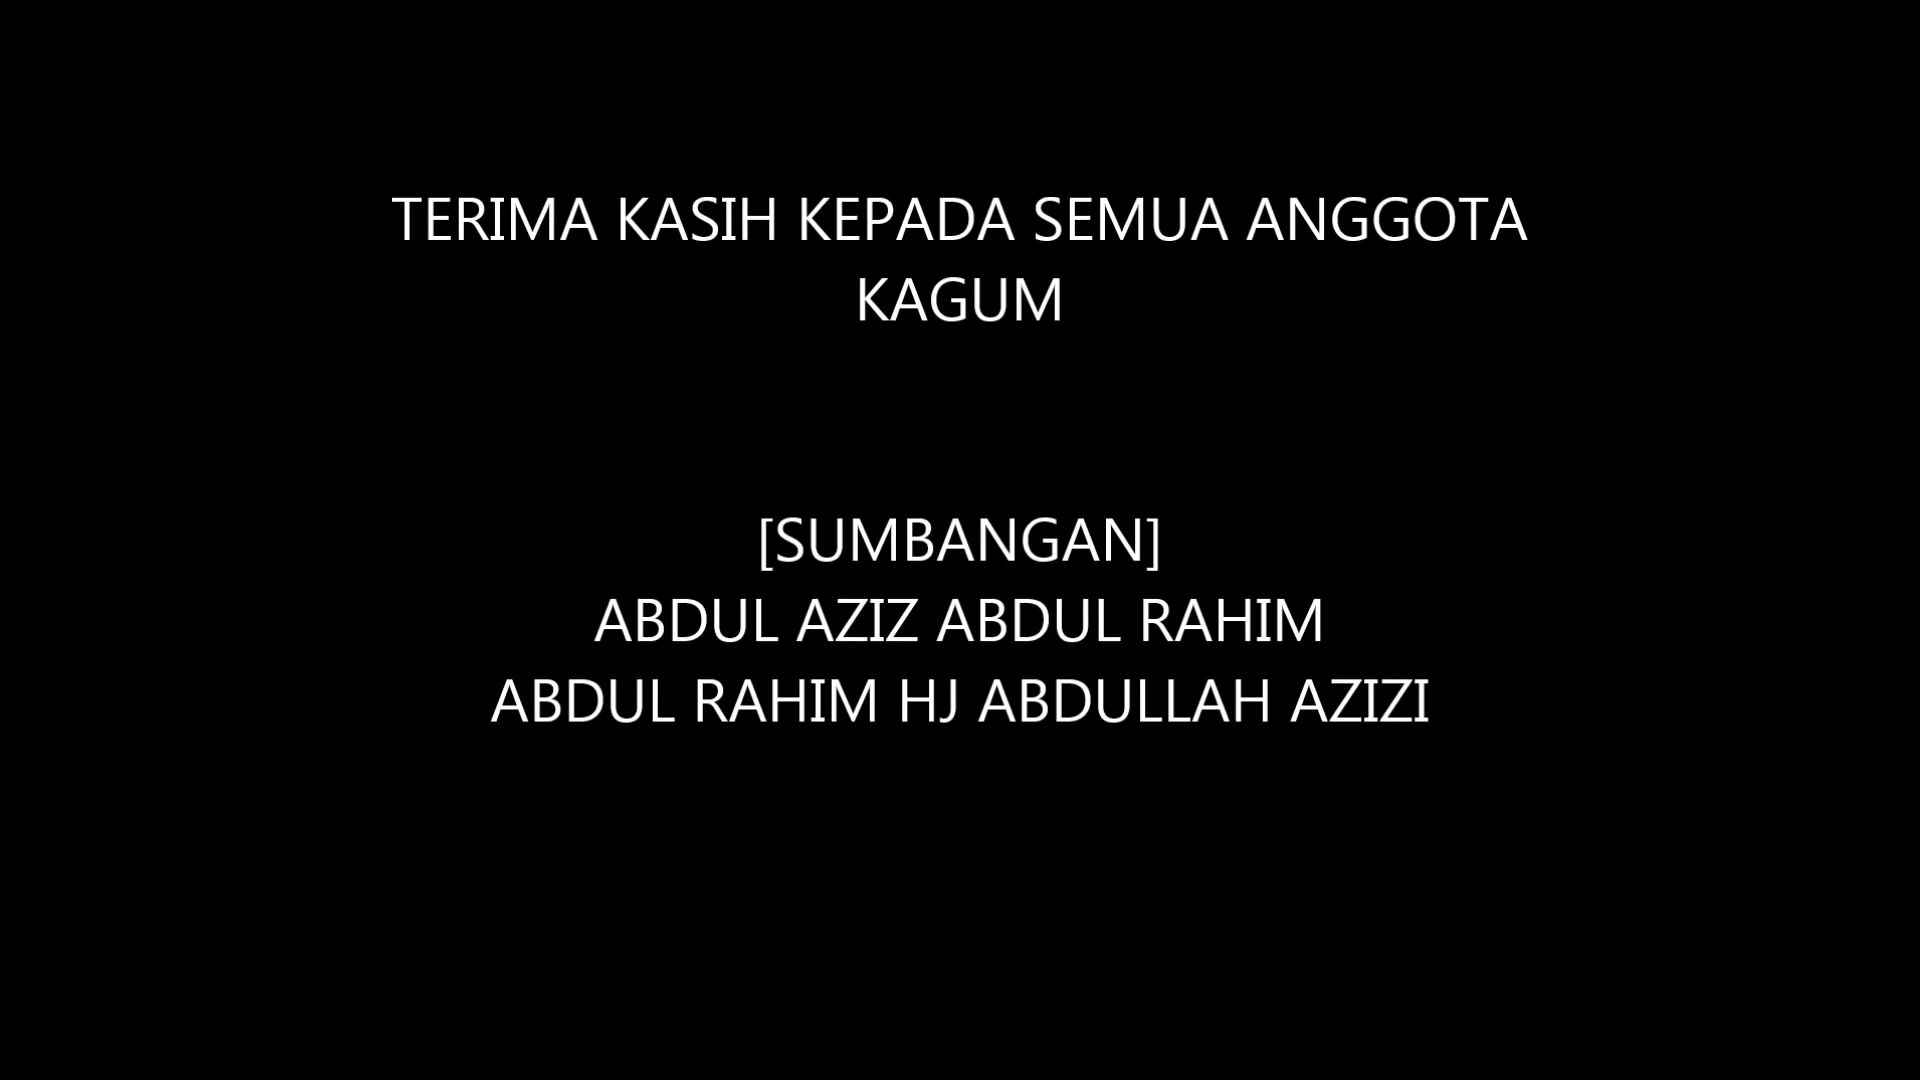 TERIMA KASIH KEPADA SEMUA ANGGOTA
KAGUM
[SUMBANGAN]
ABDUL AZIZ ABDUL RAHIM
ABDUL RAHIM HJ ABDULLAH AZIZI